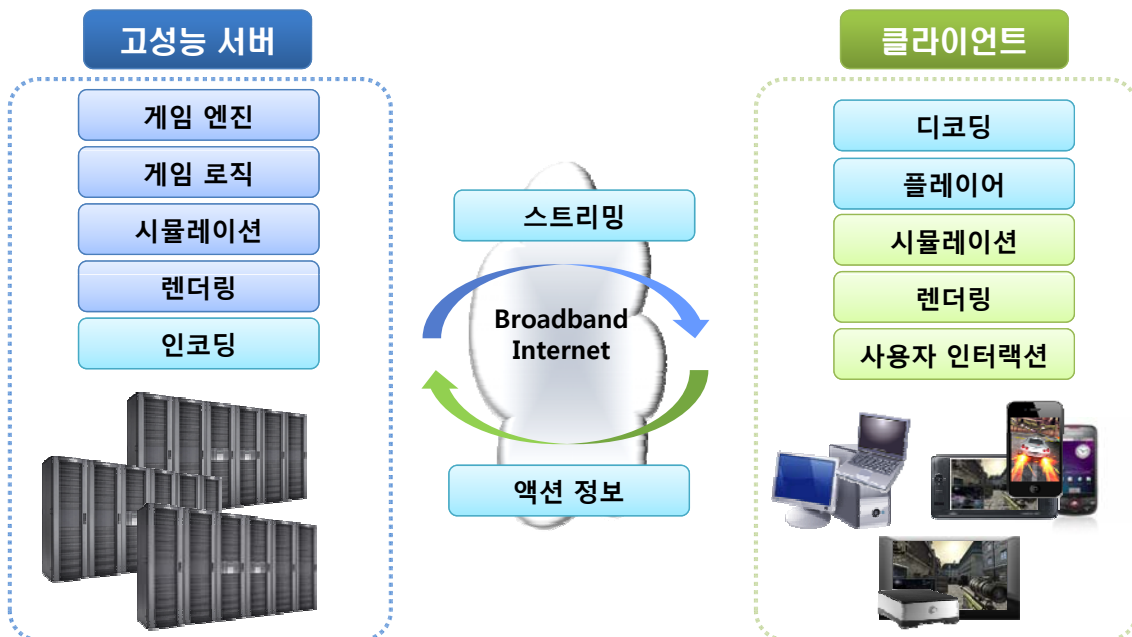 고성능 서버
게임 엔진
게임 로직
시뮬레이션
렌더링
인코딩
스트리밍
Broadband
Internet
액션 정보
클라이언트
디코딩
플레이어
시뮬레이션
렌더링
사용자 인터랙션